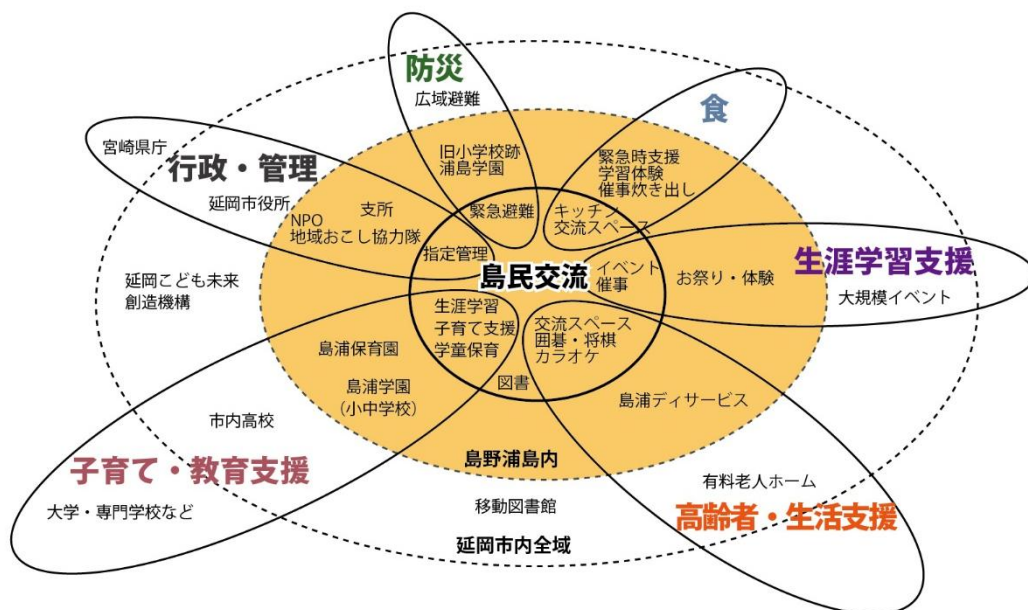 防災
広域避難
食
宮崎県庁
行政・管理
旧小学校跡
浦島学園
緊急時支援
学習体験
催事炊き出し
延岡市役所
NPO
支所
地域おこし協力隊
緊急避難
キッチン
交流スペース
指定管理
島民交流
イベント
催事
お祭り・体験
生涯学習支援
大規模イベント
延岡こども未来
創造機構
生涯学習
子育て支援
学童保育
交流スペース
囲碁・将棋
カラオケ
図書
島浦保育園
島浦学園
（小中学校）
島浦ディサービス
市内高校
子育て・教育支援
大学・専門学校など
島野浦島内
移動図書館
延岡市内全域
有料老人ホーム
高齢者・生活支援